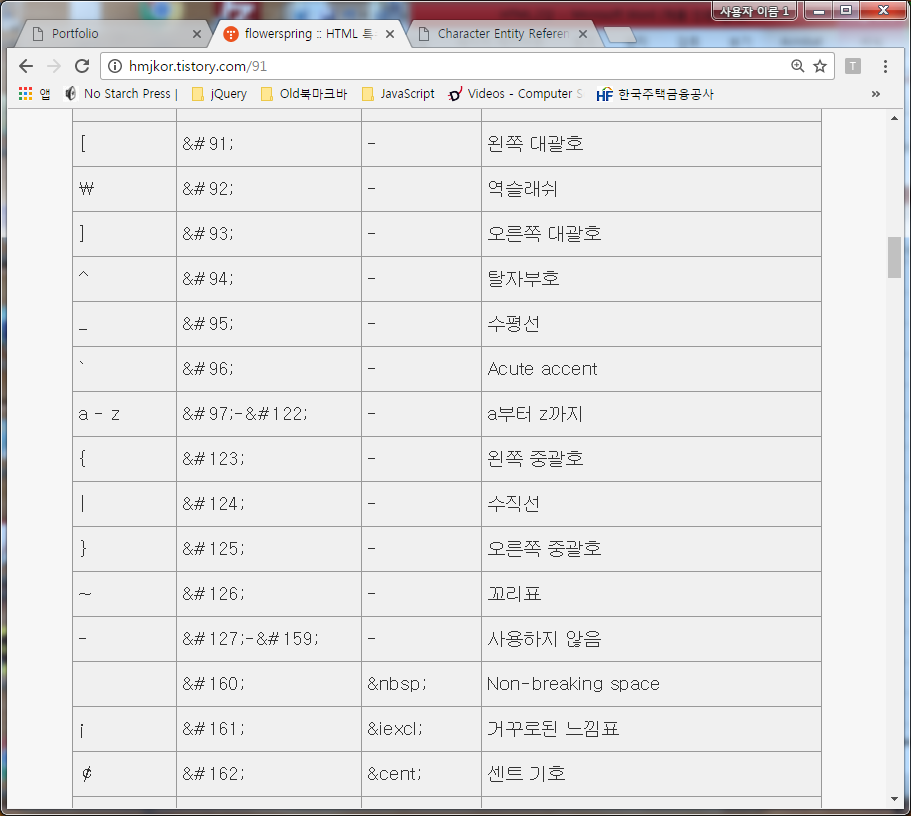 사용자 이름 1
Portfolio
flowerspring :: HTML 특
Character Entity Referen
hmjkor.tistory.com/91
T
앱 No Starch Press | jQuery Old북마크바 JavaScript Videos - Computer S HF 한국주택금융공사 »
[ &#91; - 왼쪽 대괄호
₩ &#92; - 역슬래쉬
] &#93; - 오른쪽 대괄호
^ &#94; - 탈자부호
_ &#95; - 수평선
` &#96; - Acute accent
a - z &#97;-&#122; - a부터 z까지
{ &#123; - 왼쪽 중괄호
| &#124; - 수직선
} &#125; - 오른쪽 중괄호
~ &#126; - 꼬리표
- &#127;-&#159; - 사용하지 않음
&#160; &nbsp; Non-breaking space
¡ &#161; &iexcl; 거꾸로된 느낌표
¢ &#162; &cent; 센트 기호